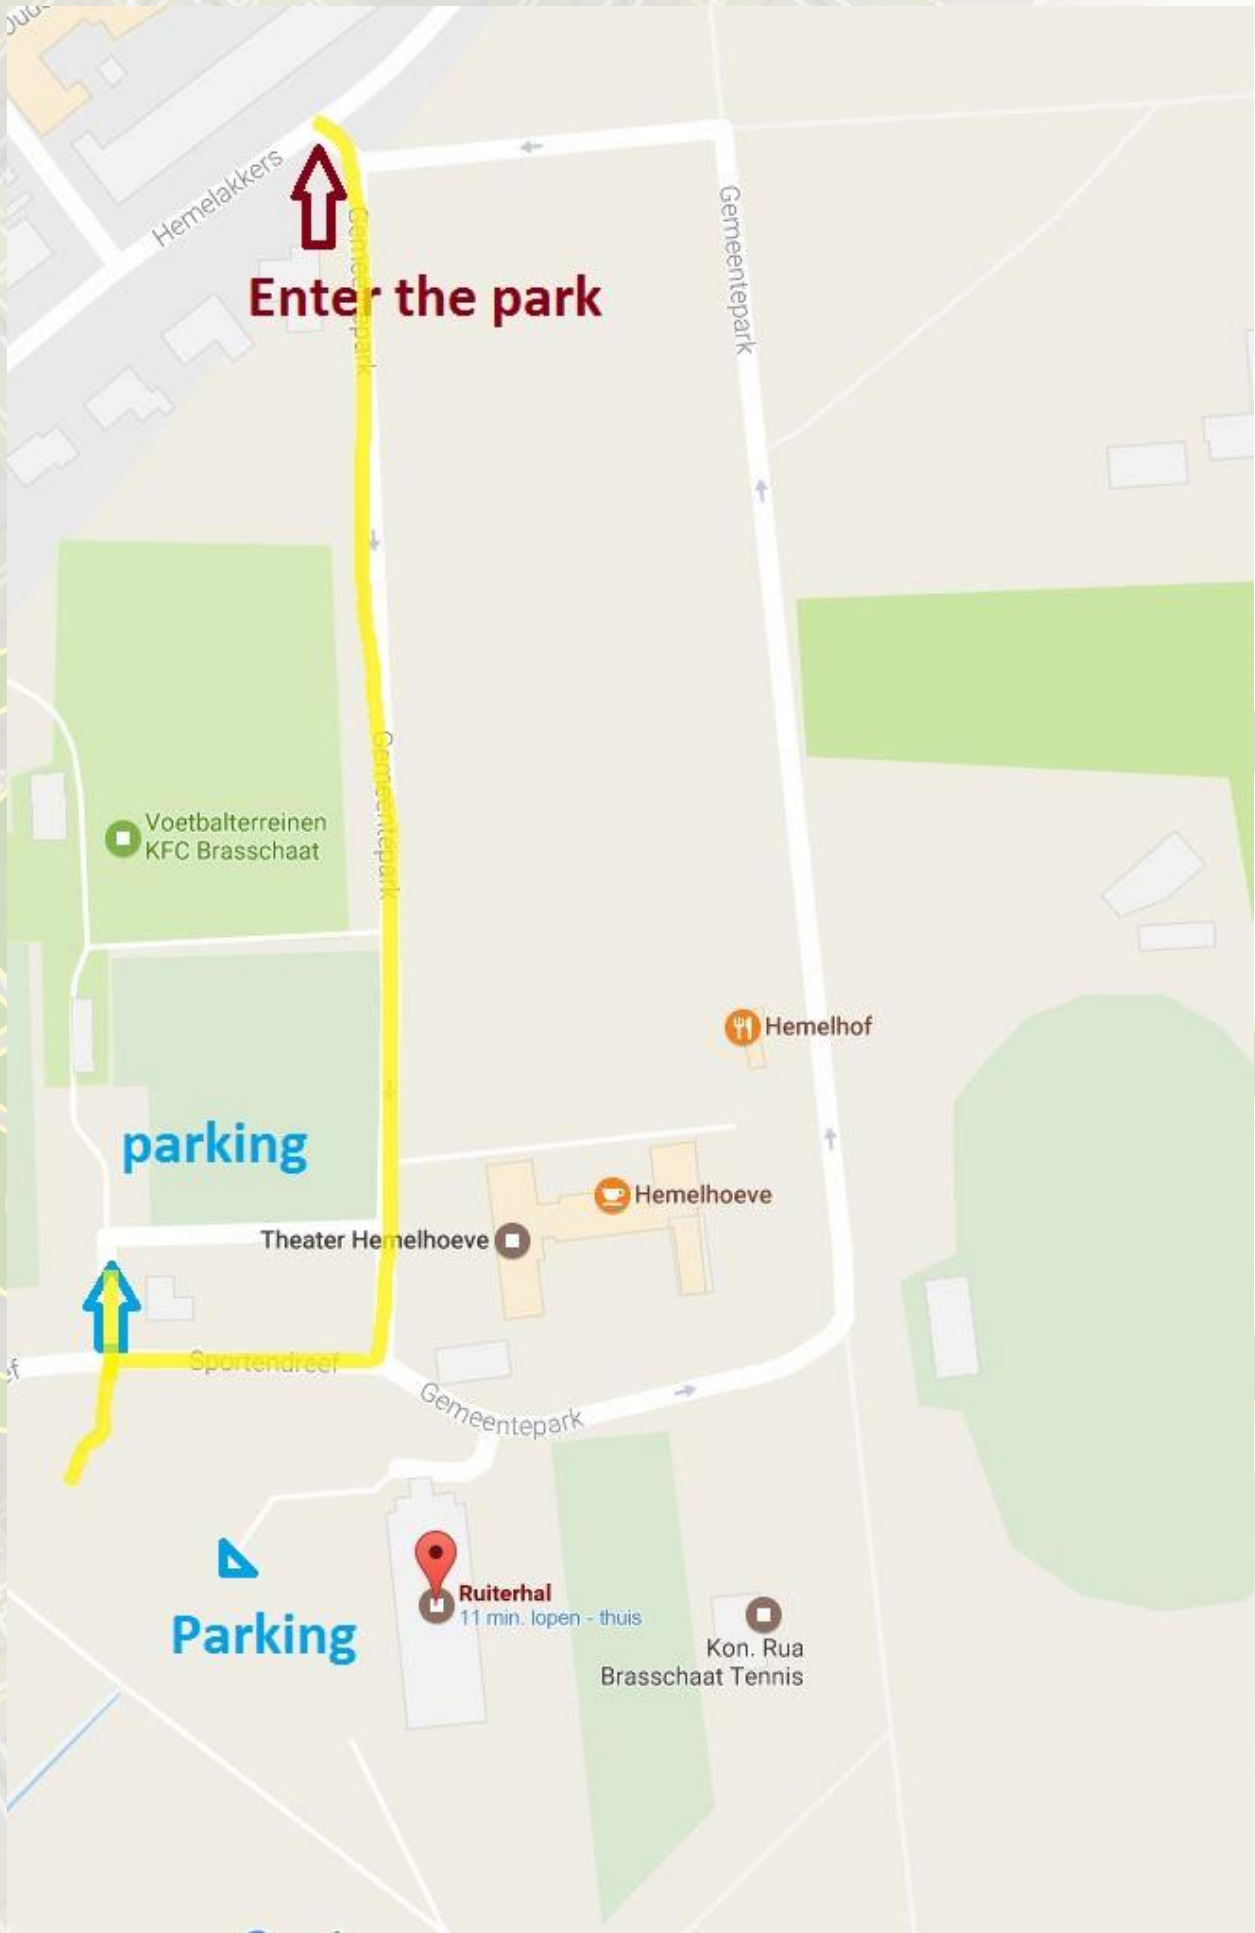 Hemelakkers
Gemeentepark
Gemeentepark
Enter the park
Gemeentepark
Voetbalterreinen
KFC Brasschaat
Hemelhof
parking
Hemelhoeve
Theater Hemelhoeve
Sportendreef
Gemeentepark
Ruiterhal
11 min. lopen - thuis
Parking
Kon. Rua
Brasschaat Tennis